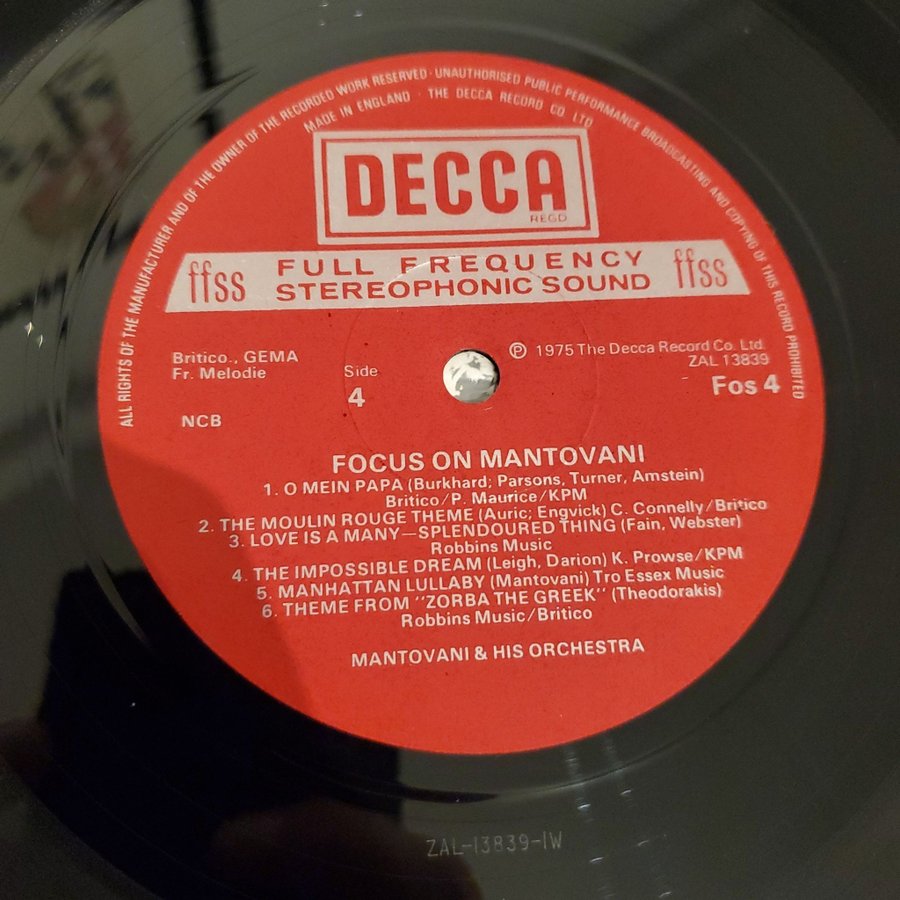 ALL RIGHTS OF THE MANUFACTURER AND OF THE OWNER OF THE RECORDED WORK RESERVED · UNAUTHORISED PUBLIC PERFORMANCE BROADCASTING AND COPYING OF THIS RECORD PROHIBITED
MADE IN ENGLAND · THE DECCA RECORD CO. LTD
DECCA
REGD
ffss FULL FREQUENCY ffss
STEREOPHONIC SOUND
Britico., GEMA
Fr. Melodie
NCB
Side
4
℗ 1975 The Decca Record Co. Ltd.
ZAL 13839
Fos 4
FOCUS ON MANTOVANI
1. O MEIN PAPA (Burkhard; Parsons, Turner, Amstein)
Britico/P. Maurice/KPM
2. THE MOULIN ROUGE THEME (Auric; Engvick) C. Connelly/Britico
3. LOVE IS A MANY—SPLENDOURED THING (Fain, Webster)
Robbins Music
4. THE IMPOSSIBLE DREAM (Leigh, Darion) K. Prowse/KPM
5. MANHATTAN LULLABY (Mantovani) Tro Essex Music
6. THEME FROM "ZORBA THE GREEK" (Theodorakis)
Robbins Music/Britico
MANTOVANI & HIS ORCHESTRA
ZAL-13839-1W